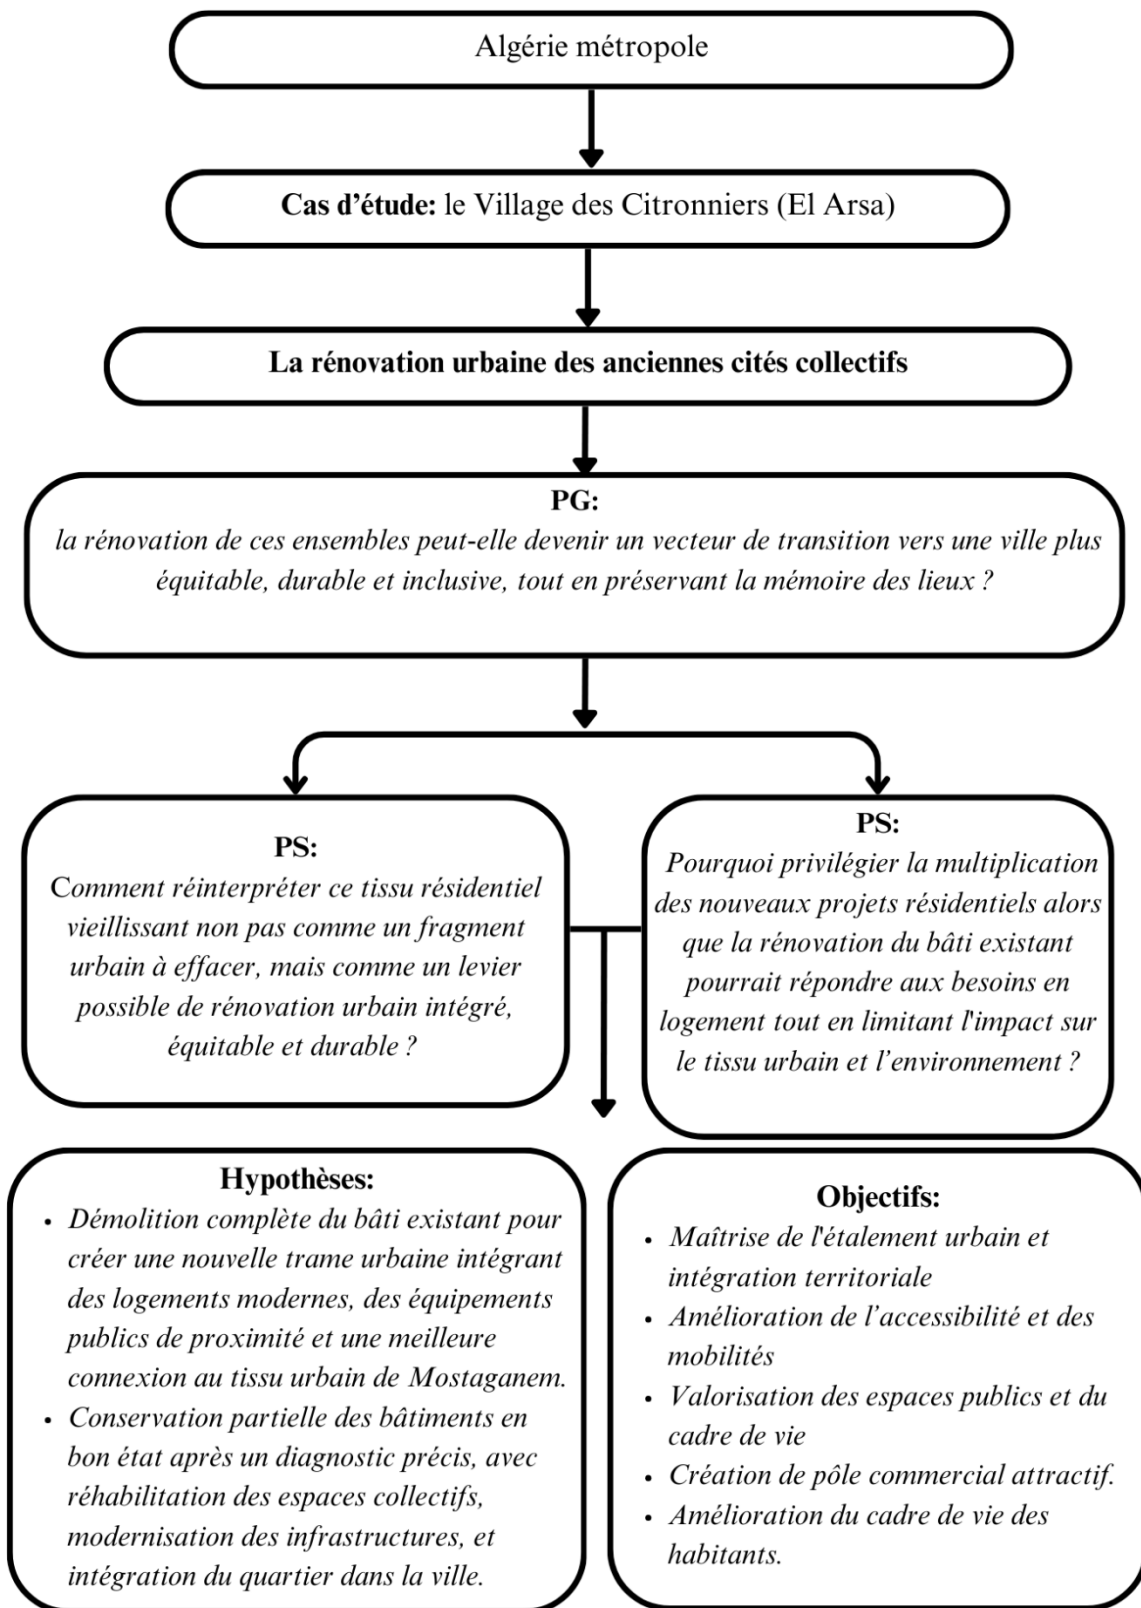 Algérie métropole
Cas d’étude: le Village des Citronniers (El Arsa)
La rénovation urbaine des anciennes cités collectifs
PG:
la rénovation de ces ensembles peut-elle devenir un vecteur de transition vers une ville plus
équitable, durable et inclusive, tout en préservant la mémoire des lieux ?
PS:
Comment réinterpréter ce tissu résidentiel
vieillissant non pas comme un fragment
urbain à effacer, mais comme un levier
possible de rénovation urbain intégré,
équitable et durable ?
PS:
Pourquoi privilégier la multiplication
des nouveaux projets résidentiels alors
que la rénovation du bâti existant
pourrait répondre aux besoins en
logement tout en limitant l'impact sur
le tissu urbain et l’environnement ?
Hypothèses:
• Démolition complète du bâti existant pour
créer une nouvelle trame urbaine intégrant
des logements modernes, des équipements
publics de proximité et une meilleure
connexion au tissu urbain de Mostaganem.
• Conservation partielle des bâtiments en
bon état après un diagnostic précis, avec
réhabilitation des espaces collectifs,
modernisation des infrastructures, et
intégration du quartier dans la ville.
Objectifs:
• Maîtrise de l'étalement urbain et
intégration territoriale
• Amélioration de l’accessibilité et des
mobilités
• Valorisation des espaces publics et du
cadre de vie
• Création de pôle commercial attractif.
• Amélioration du cadre de vie des
habitants.